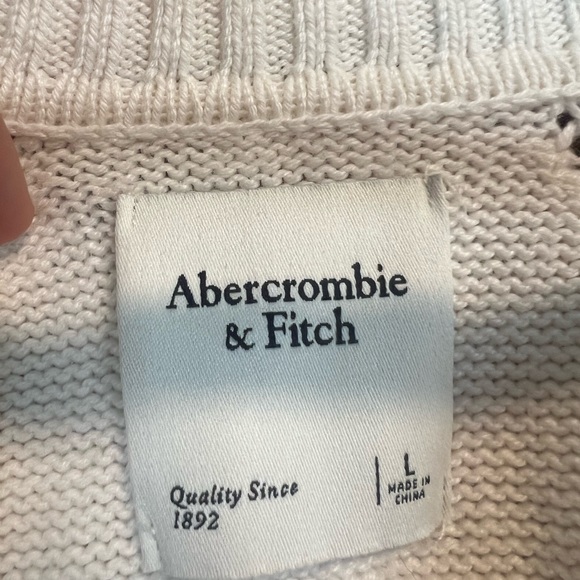 Abercrombie
& Fitch
Quality Since
1892
L
MADE IN
CHINA